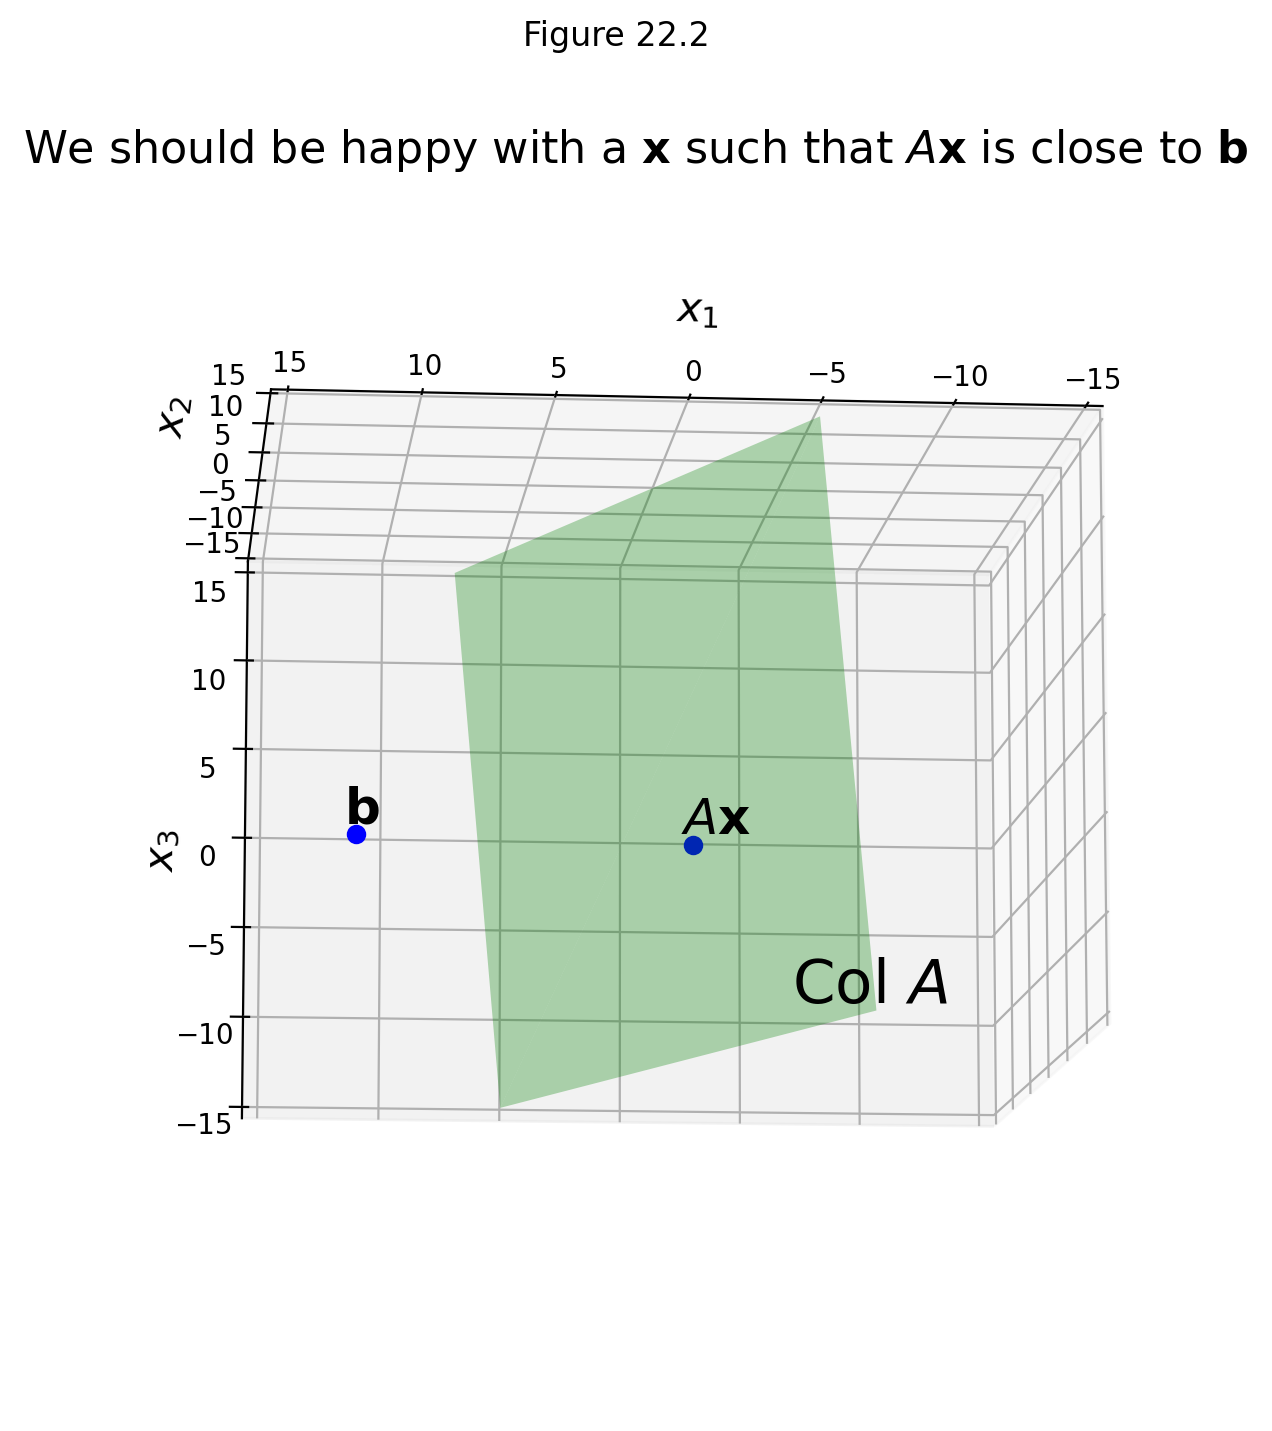 Figure 22.2
We should be happy with a x such that Ax is close to b
x₁
15 10 5 0 −5 −10 −15
x₂
15
10
5
0
−5
−10
−15
15
10
5
0
−5
−10
−15
x₃
b
Ax
Col A